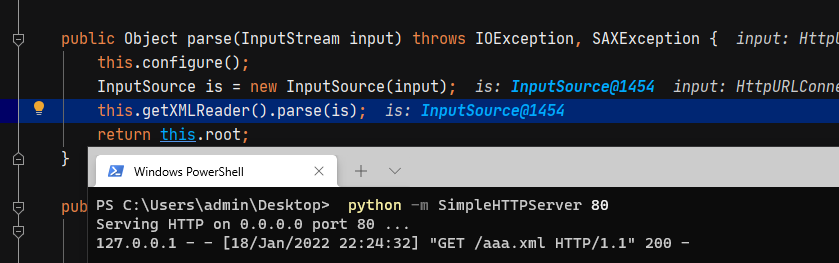 public Object parse(InputStream input) throws IOException, SAXException {  input: HttpU
this.configure();
InputSource is = new InputSource(input);  is: InputSource@1454  input: HttpURLConne
this.getXMLReader().parse(is);  is: InputSource@1454
return this.root;
}
Windows PowerShell
pub
PS C:\Users\admin\Desktop>  python -m SimpleHTTPServer 80
Serving HTTP on 0.0.0.0 port 80 ...
127.0.0.1 - - [18/Jan/2022 22:24:32] "GET /aaa.xml HTTP/1.1" 200 -